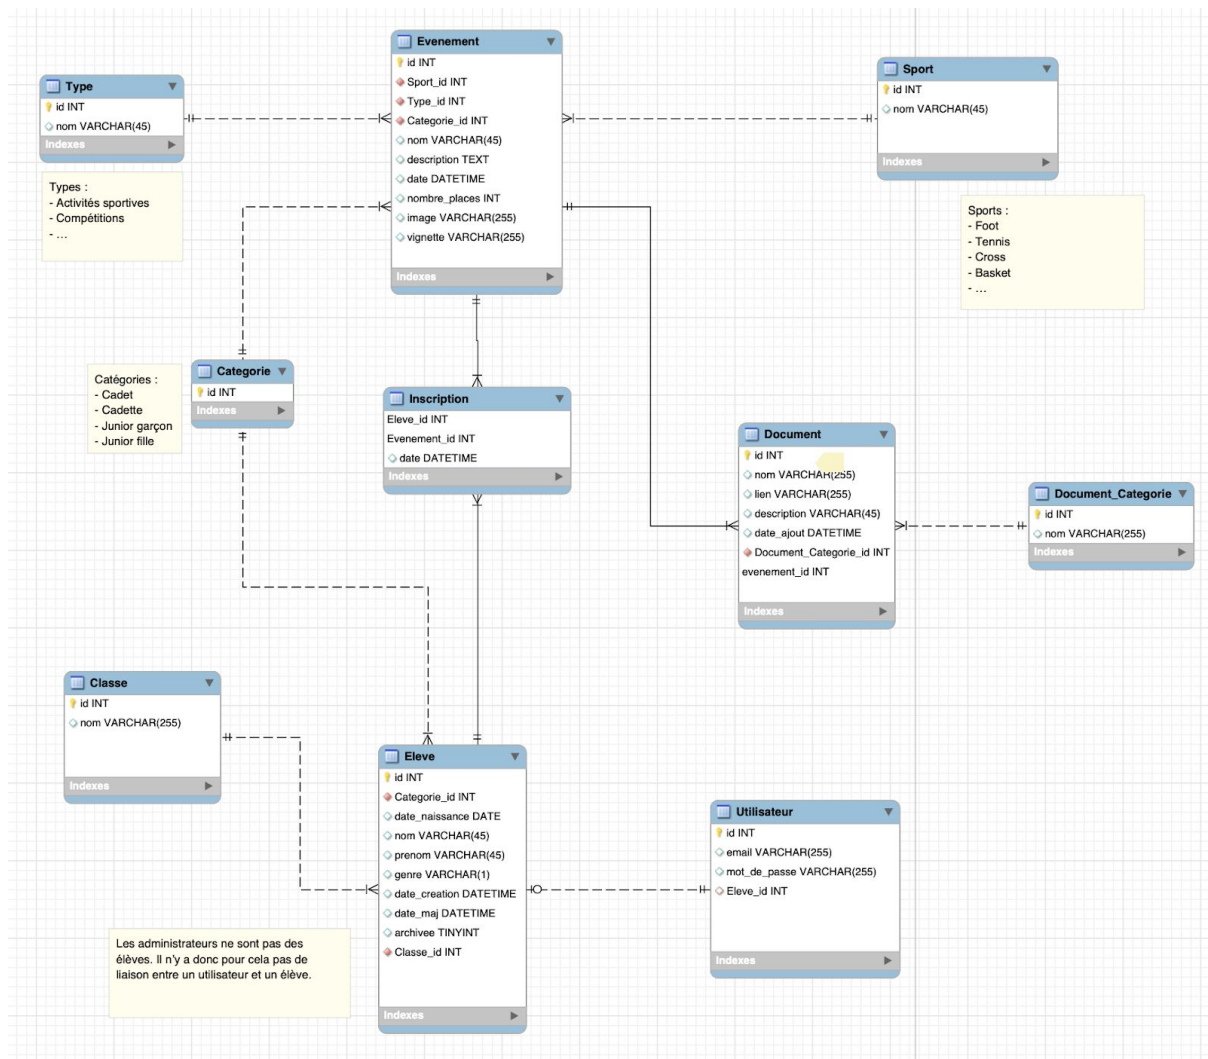 Evenement
id INT
Sport_id INT
Type_id INT
Categorie_id INT
nom VARCHAR(45)
description TEXT
date DATETIME
nombre_places INT
image VARCHAR(255)
vignette VARCHAR(255)
Indexes
Type
id INT
nom VARCHAR(45)
Indexes
Types :
- Activités sportives
- Compétitions
- ...
Sport
id INT
nom VARCHAR(45)
Indexes
Sports :
- Foot
- Tennis
- Cross
- Basket
- ...
Catégories :
- Cadet
- Cadette
- Junior garçon
- Junior fille
Categorie
id INT
Indexes
Inscription
Eleve_id INT
Evenement_id INT
date DATETIME
Indexes
Document
id INT
nom VARCHAR(255)
lien VARCHAR(255)
description VARCHAR(45)
date_ajout DATETIME
Document_Categorie_id INT
evenement_id INT
Indexes
Document_Categorie
id INT
nom VARCHAR(255)
Indexes
Classe
id INT
nom VARCHAR(255)
Indexes
Eleve
id INT
Categorie_id INT
date_naissance DATE
nom VARCHAR(45)
prenom VARCHAR(45)
genre VARCHAR(1)
date_creation DATETIME
date_maj DATETIME
archivee TINYINT
Classe_id INT
Indexes
Utilisateur
id INT
email VARCHAR(255)
mot_de_passe VARCHAR(255)
Eleve_id INT
Indexes
Les administrateurs ne sont pas des
élèves. Il n'y a donc pour cela pas de
liaison entre un utilisateur et un élève.